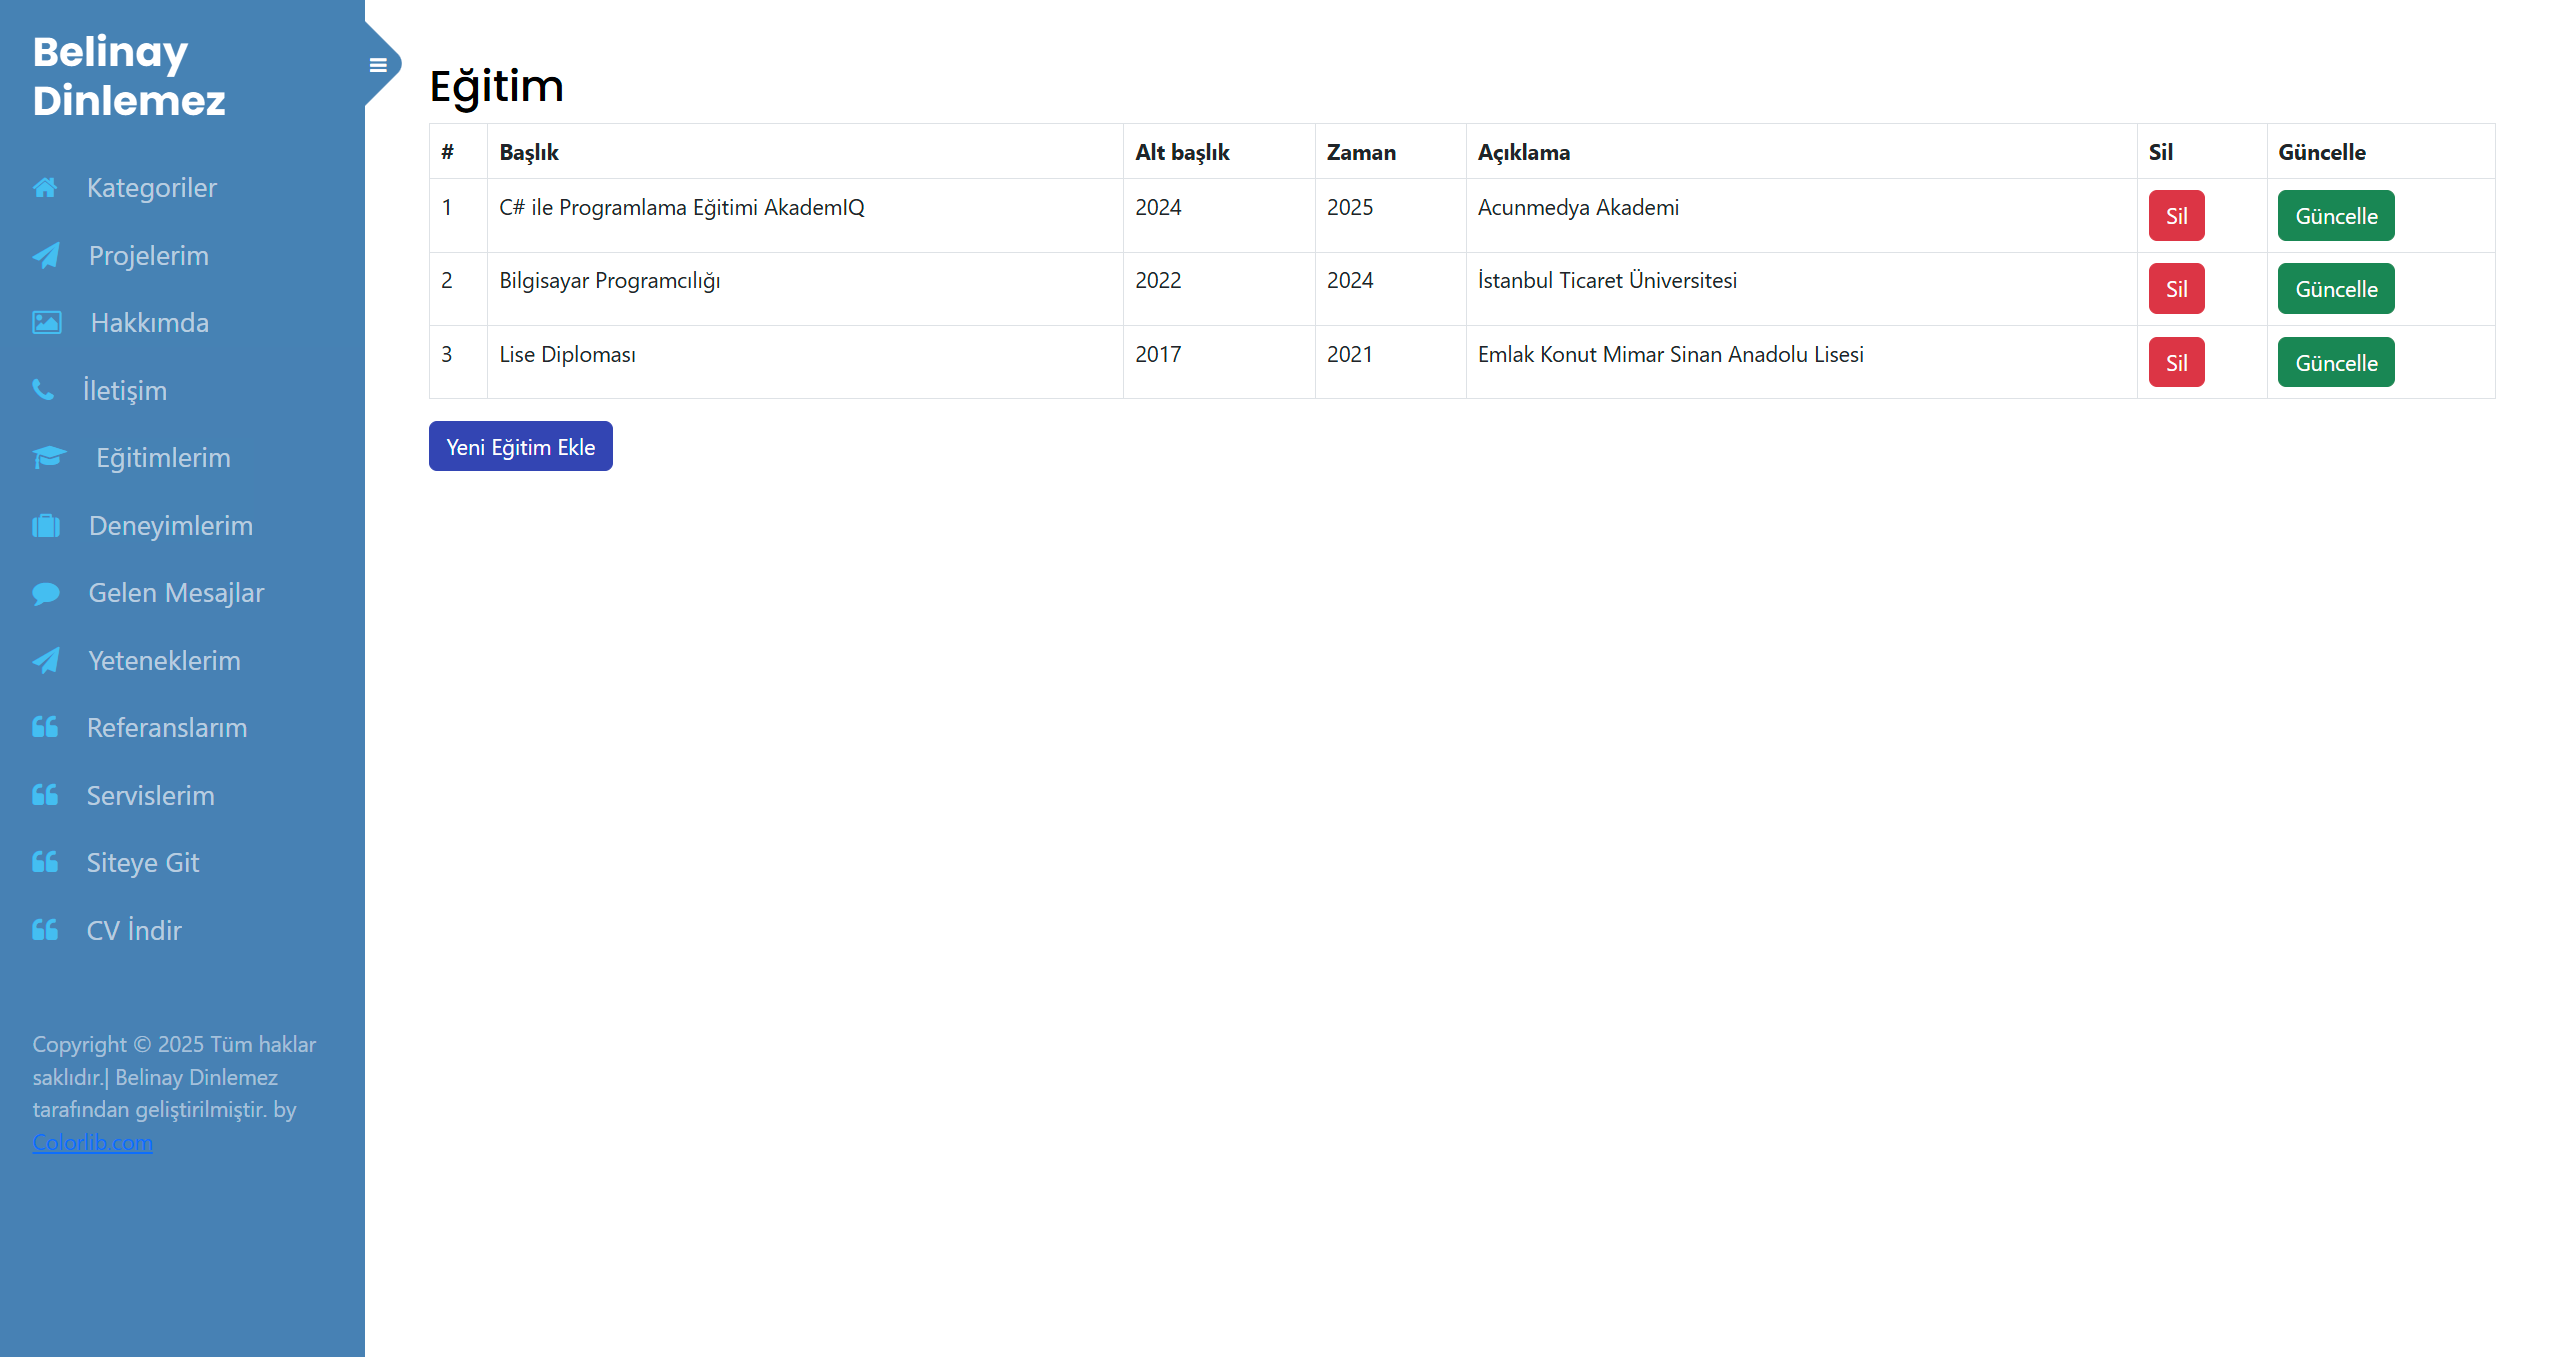 Belinay
Dinlemez
Kategoriler
Projelerim
Hakkımda
İletişim
Eğitimlerim
Deneyimlerim
Gelen Mesajlar
Yeteneklerim
Referanslarım
Servislerim
Siteye Git
CV İndir
Copyright © 2025 Tüm haklar
saklıdır.| Belinay Dinlemez
tarafından geliştirilmiştir. by
Colorlib.com
Eğitim
# Başlık Alt başlık Zaman Açıklama Sil Güncelle
1 C# ile Programlama Eğitimi AkademIQ 2024 2025 Acunmedya Akademi Sil Güncelle
2 Bilgisayar Programcılığı 2022 2024 İstanbul Ticaret Üniversitesi Sil Güncelle
3 Lise Diploması 2017 2021 Emlak Konut Mimar Sinan Anadolu Lisesi Sil Güncelle
Yeni Eğitim Ekle